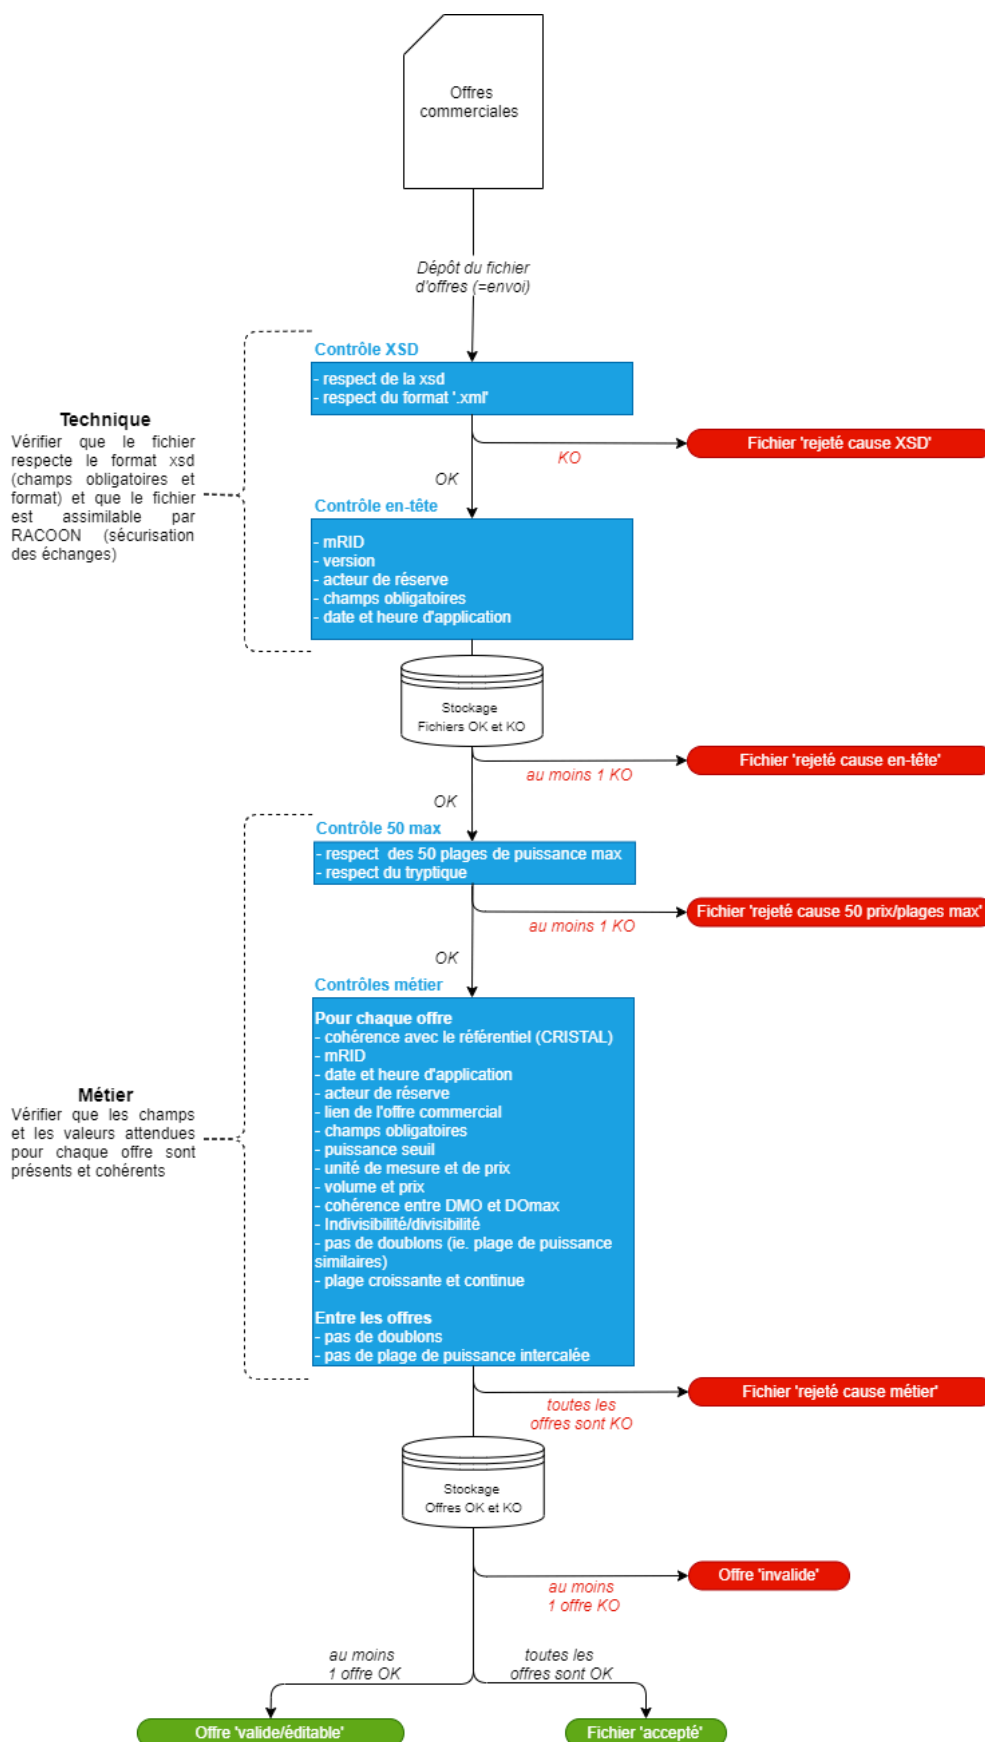 Offres
commerciales
Dépôt du fichier
d'offres (=envoi)
Contrôle XSD
- respect de la xsd
- respect du format '.xml'
Technique
Vérifier que le fichier
respecte le format xsd
(champs obligatoires et
format) et que le fichier
est assimilable par
RACOON (sécurisation
des échanges)
KO
Fichier 'rejeté cause XSD'
OK
Contrôle en-tête
- mRID
- version
- acteur de réserve
- champs obligatoires
- date et heure d'application
Stockage
Fichiers OK et KO
au moins 1 KO
Fichier 'rejeté cause en-tête'
OK
Contrôle 50 max
- respect des 50 plages de puissance max
- respect du tryptique
au moins 1 KO
Fichier 'rejeté cause 50 prix/plages max'
OK
Contrôles métier
Pour chaque offre
- cohérence avec le référentiel (CRISTAL)
- mRID
- date et heure d'application
- acteur de réserve
- lien de l'offre commercial
- champs obligatoires
- puissance seuil
- unité de mesure et de prix
- volume et prix
- cohérence entre DMO et DOmax
- Indivisibilité/divisibilité
- pas de doublons (ie. plage de puissance
similaires)
- plage croissante et continue
Entre les offres
- pas de doublons
- pas de plage de puissance intercalée
Métier
Vérifier que les champs
et les valeurs attendues
pour chaque offre sont
présents et cohérents
toutes les
offres sont KO
Fichier 'rejeté cause métier'
Stockage
Offres OK et KO
au moins
1 offre KO
Offre 'invalide'
au moins
1 offre OK
toutes les
offres sont OK
Offre 'valide/éditable'
Fichier 'accepté'